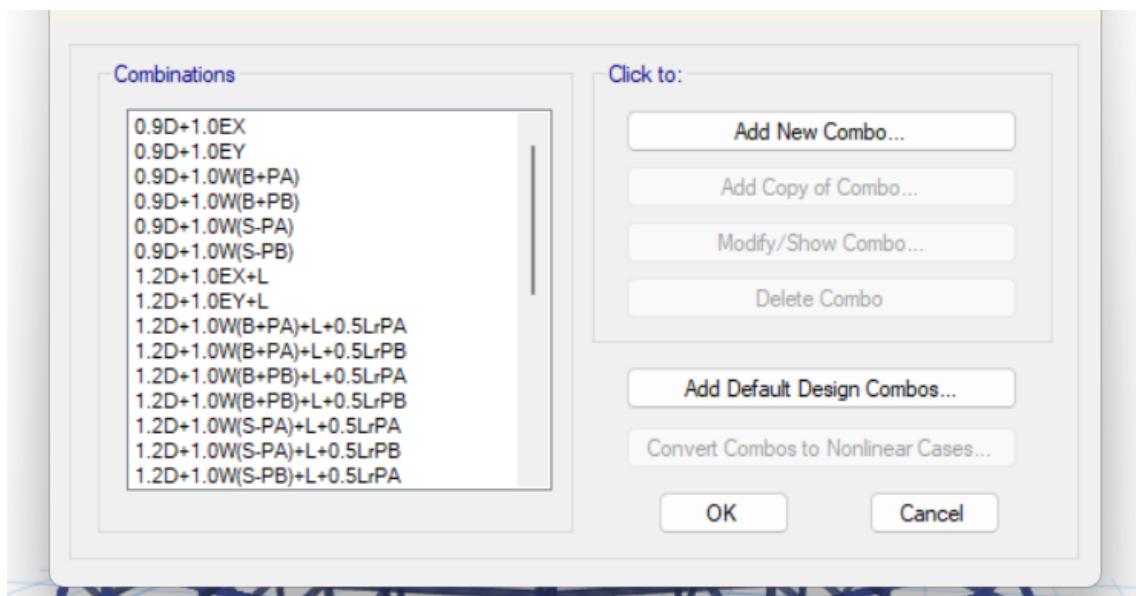 Combinations
0.9D+1.0EX
0.9D+1.0EY
0.9D+1.0W(B+PA)
0.9D+1.0W(B+PB)
0.9D+1.0W(S-PA)
0.9D+1.0W(S-PB)
1.2D+1.0EX+L
1.2D+1.0EY+L
1.2D+1.0W(B+PA)+L+0.5LrPA
1.2D+1.0W(B+PA)+L+0.5LrPB
1.2D+1.0W(B+PB)+L+0.5LrPA
1.2D+1.0W(B+PB)+L+0.5LrPB
1.2D+1.0W(S-PA)+L+0.5LrPA
1.2D+1.0W(S-PA)+L+0.5LrPB
1.2D+1.0W(S-PB)+L+0.5LrPA
Click to:
Add New Combo...
Add Copy of Combo...
Modify/Show Combo...
Delete Combo
Add Default Design Combos...
Convert Combos to Nonlinear Cases...
OK
Cancel